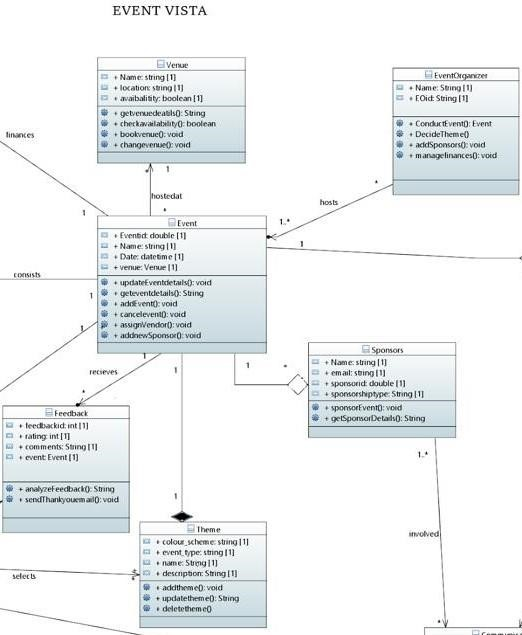 EVENT VISTA
Venue
+ Name: string [1]
+ location: string [1]
+ avaibalitity: boolean [1]
+ getvenuedeatils(): String
+ checkavailability(): boolean
+ bookvenue(): void
+ changevenue(): void
EventOrganizer
+ Name: String [1]
+ EOid: String [1]
+ ConductEvent(): Event
+ DecideTheme()
+ addSponsors(): void
+ managefinances(): void
finances
1
hostedat
*
*
hosts
1..*
1
1
Event
+ Eventid: double [1]
+ Name: string [1]
+ Date: datetime [1]
+ venue: Venue [1]
+ updateEventdetails(): void
+ geteventdetails(): String
+ addEvent(): void
+ cancelevent(): void
+ assignVendor(): void
+ addnewSponsor(): void
consists
1
1
1
recieves
*
1
1
*
Sponsors
+ Name: string [1]
+ email: string [1]
+ sponsorid: double [1]
+ sponsorshiptype: String [1]
+ sponsorEvent(): void
+ getSponsorDetails(): String
Feedback
+ feedbackid: int [1]
+ rating: int [1]
+ comments: String [1]
+ event: Event [1]
+ analyzeFeedback(): String
+ sendThankyouemail(): void
1..*
1
involved
Theme
+ colour_scheme: string [1]
+ event_type: string [1]
+ name: String [1]
+ description: String [1]
+ addtheme(): void
+ updatetheme(): String
+ deletetheme()
selects
*
*